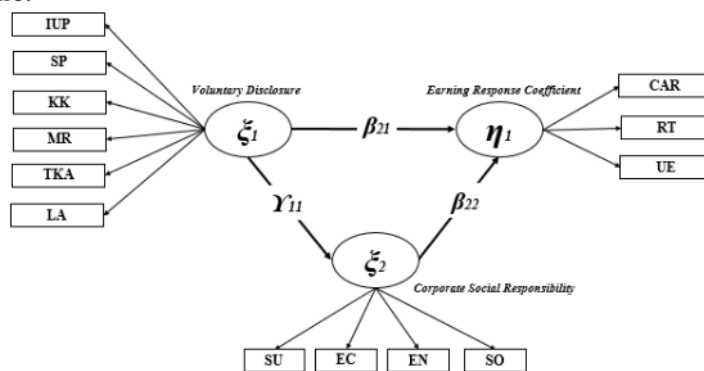 IUP
SP
KK
MR
TKA
LA
Voluntary Disclosure
ξ1
β21
Earning Response Coefficient
η1
CAR
RT
UE
ϒ11
β22
ξ2
Corporate Social Responsibility
SU
EC
EN
SO